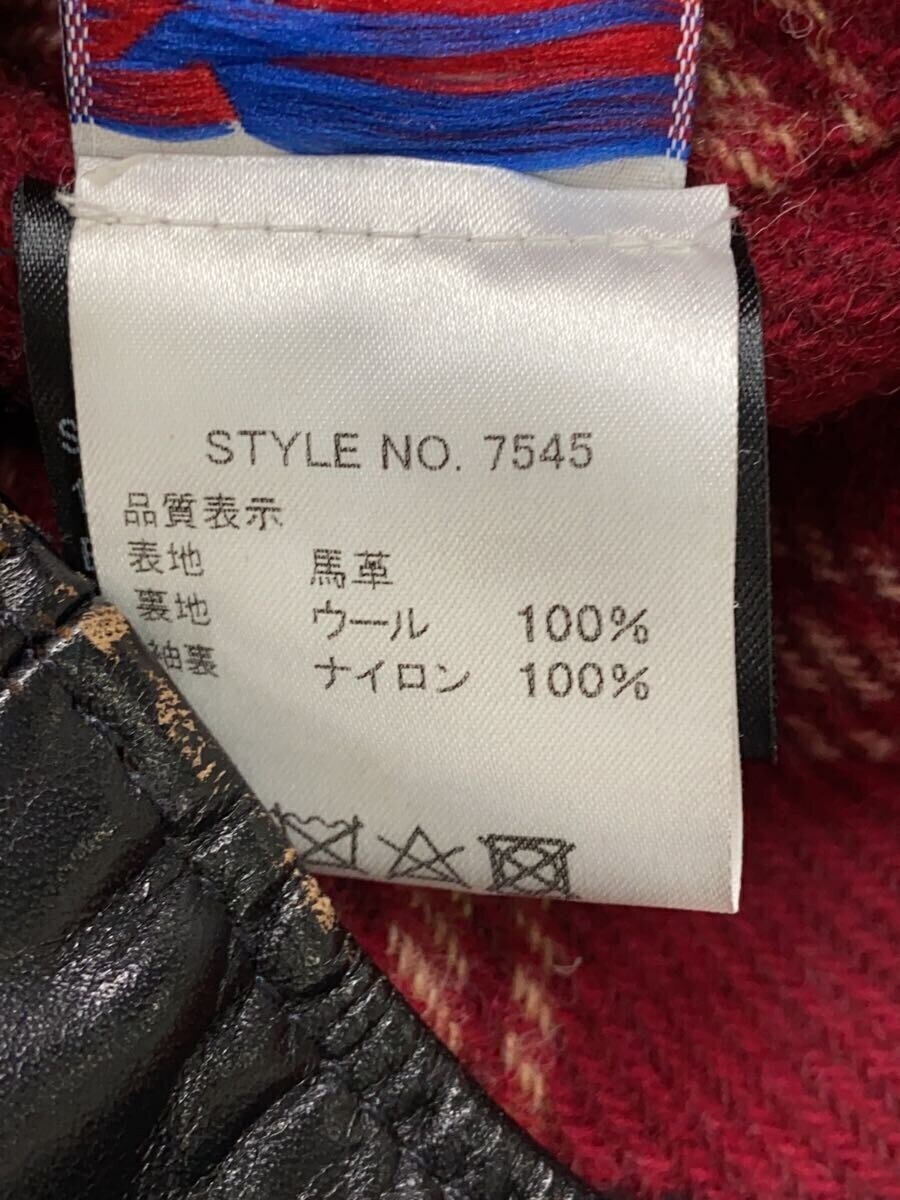 STYLE NO. 7545
品質表示
表地 馬革
裏地 ウール 100%
袖裏 ナイロン 100%